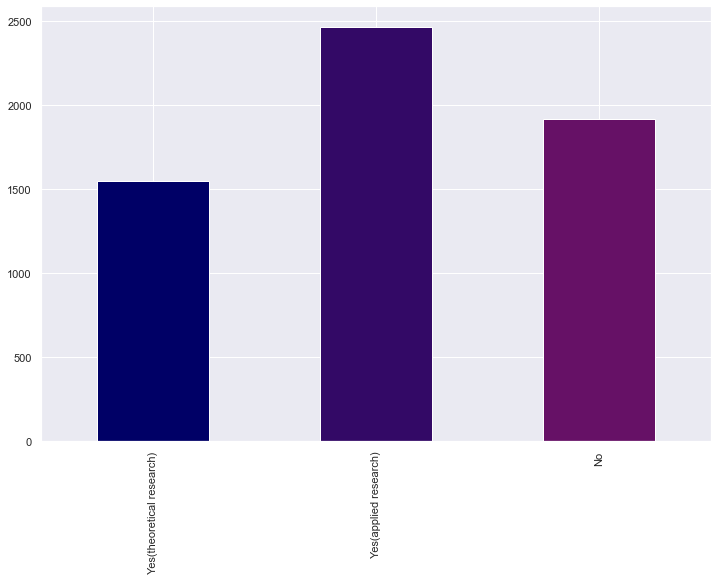 2500
2000
1500
1000
500
0
Yes(theoretical research)
Yes(applied research)
No